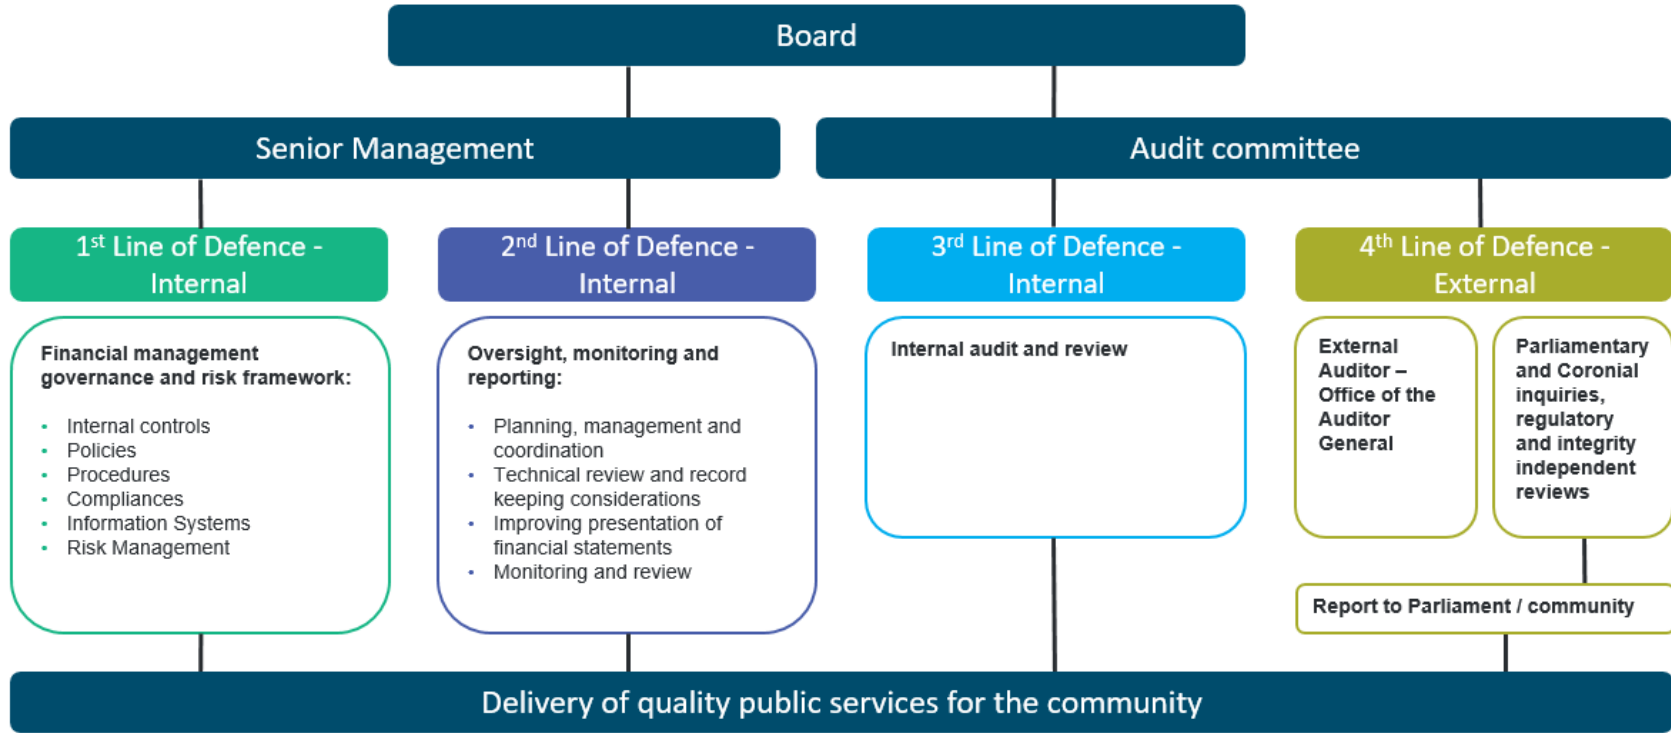 Board
Senior Management
Audit committee
1st Line of Defence -
Internal
2nd Line of Defence -
Internal
3rd Line of Defence -
Internal
4th Line of Defence -
External
Financial management
governance and risk framework:
• Internal controls
• Policies
• Procedures
• Compliances
• Information Systems
• Risk Management
Oversight, monitoring and
reporting:
• Planning, management and
coordination
• Technical review and record
keeping considerations
• Improving presentation of
financial statements
• Monitoring and review
Internal audit and review
External
Auditor –
Office of the
Auditor
General
Parliamentary
and Coronial
inquiries,
regulatory
and integrity
independent
reviews
Report to Parliament / community
Delivery of quality public services for the community